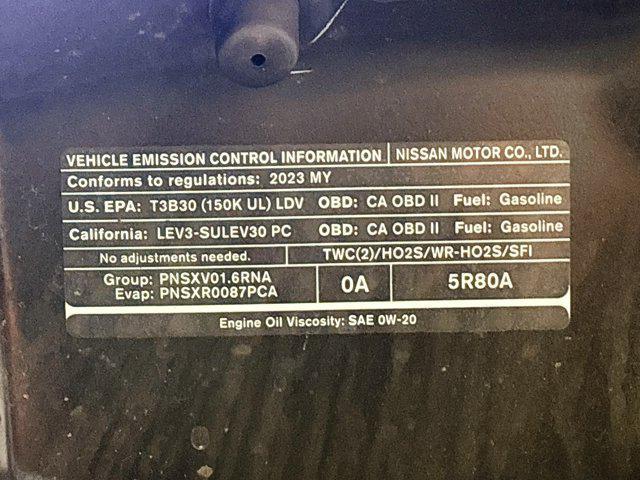 VEHICLE EMISSION CONTROL INFORMATION NISSAN MOTOR CO., LTD.
Conforms to regulations: 2023 MY
U.S. EPA: T3B30 (150K UL) LDV OBD: CA OBD II Fuel: Gasoline
California: LEV3-SULEV30 PC OBD: CA OBD II Fuel: Gasoline
No adjustments needed. TWC(2)/HO2S/WR-HO2S/SFI
Group: PNSXV01.6RNA
Evap: PNSXR0087PCA
0A
5R80A
Engine Oil Viscosity: SAE 0W-20